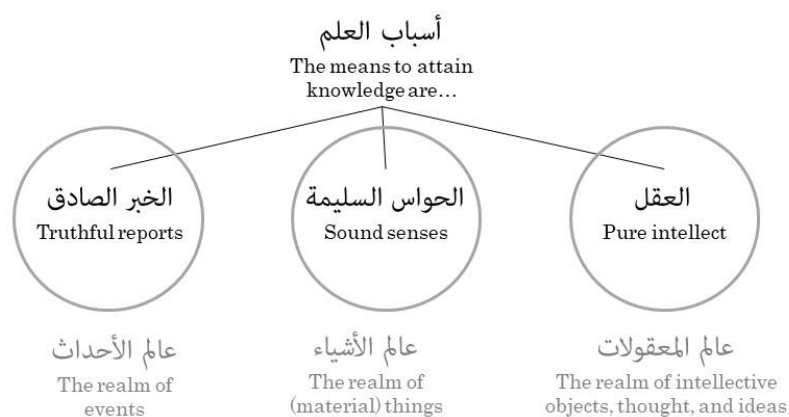 أسباب العلم
The means to attain
knowledge are…
الخبر الصادق
Truthful reports
الحواس السليمة
Sound senses
العقل
Pure intellect
عالم الأحداث
The realm of
events
عالم الأشياء
The realm of
(material) things
عالم المعقولات
The realm of intellective
objects, thought, and ideas